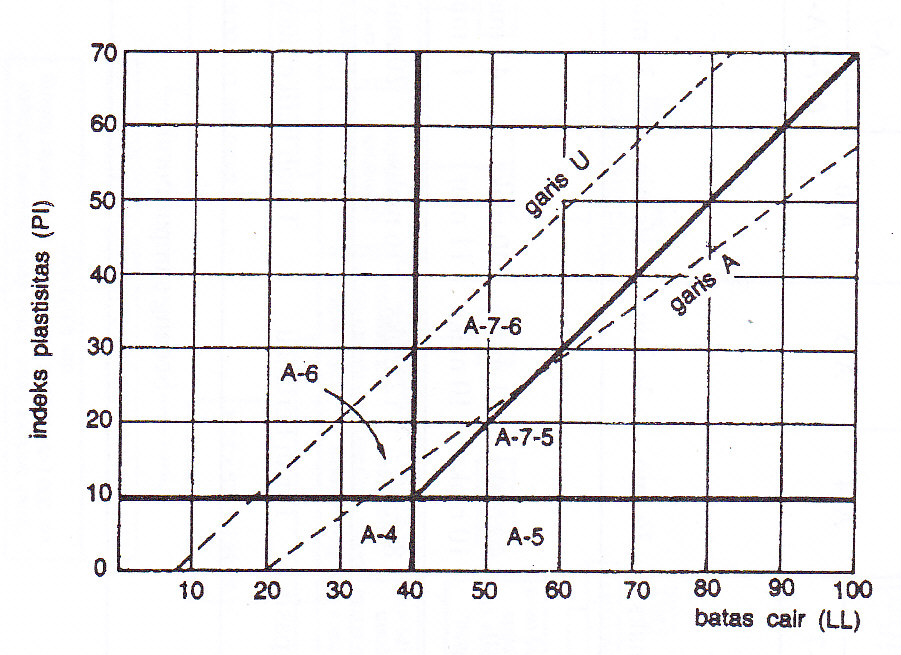 70
60
50
40
30
20
10
0
indeks plastisitas (PI)
garis U
garis A
A-7-6
A-6
A-7-5
A-4
A-5
10 20 30 40 50 60 70 80 90 100
batas cair (LL)